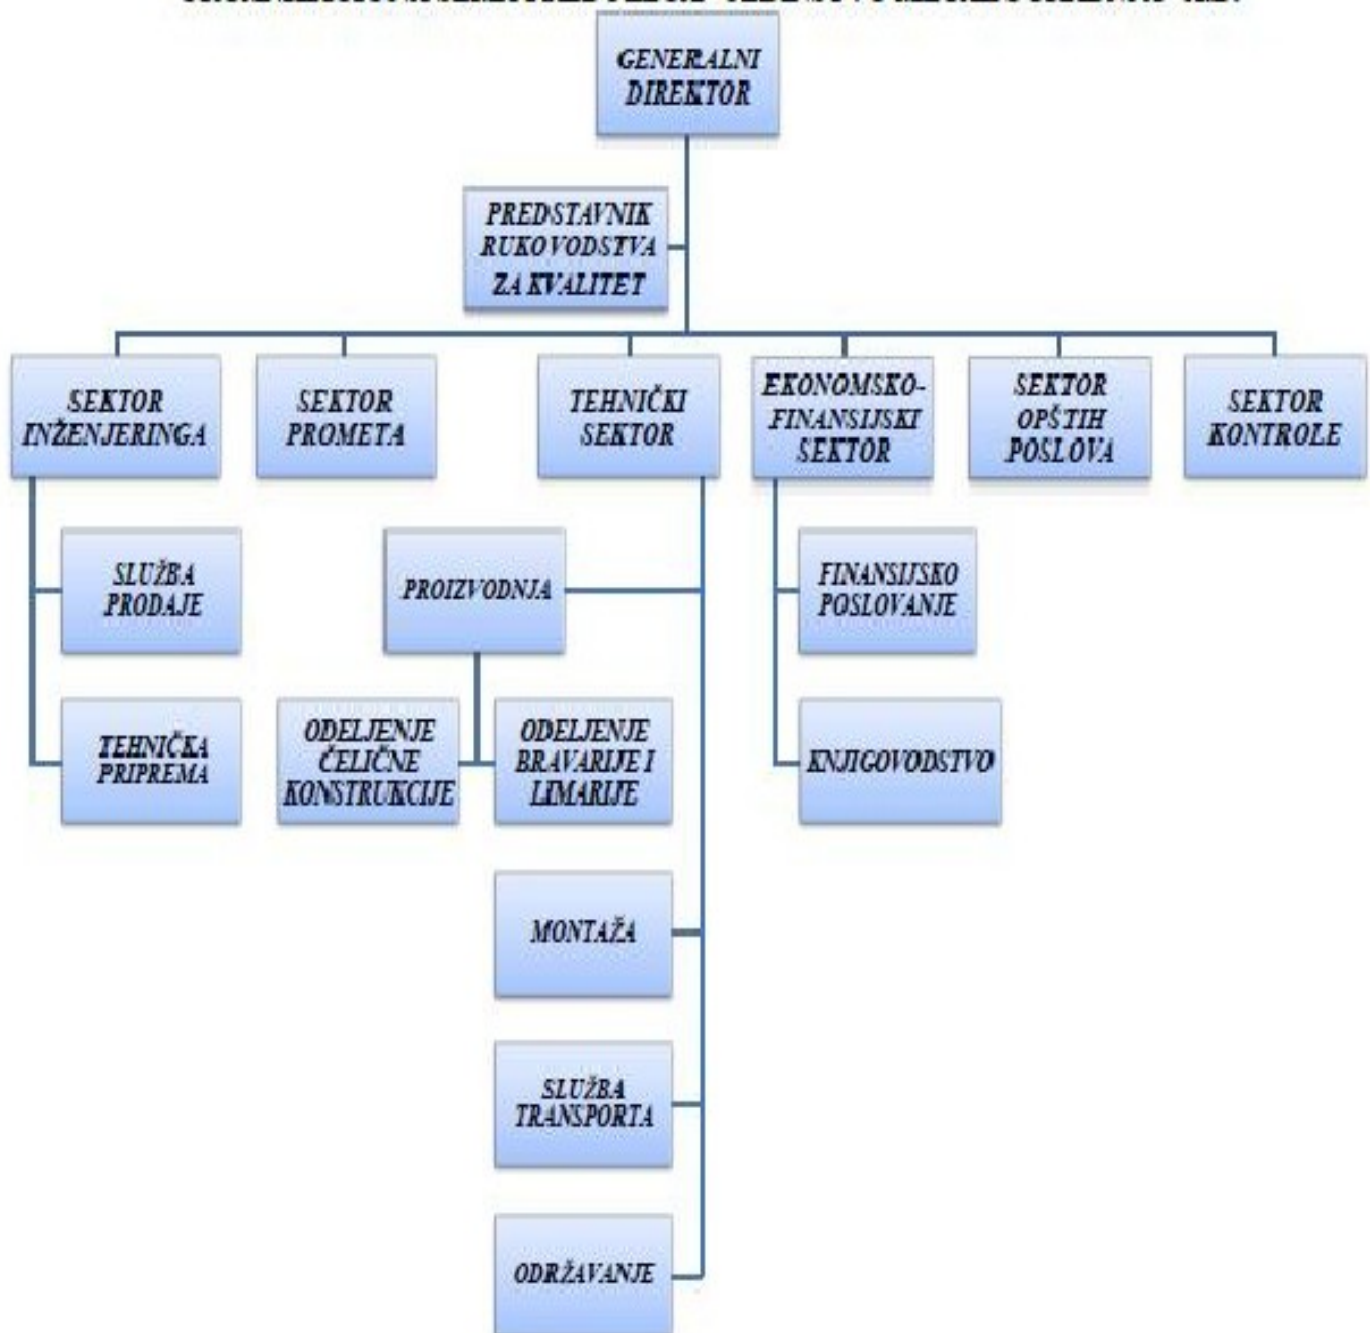 GENERALNI
DIREKTOR
PREDSTAVNIK
RUKOVODSTVA
ZA KVALITET
SEKTOR
INŽENJERINGA
SEKTOR
PROMETA
TEHNIČKI
SEKTOR
EKONOMSKO-
FINANSIJSKI
SEKTOR
SEKTOR
OPŠTIH
POSLOVA
SEKTOR
KONTROLE
SLUŽBA
PRODAJE
PROIZVODNJA
FINANSIJSKO
POSLOVANJE
TEHNIČKA
PRIPREMA
ODELJENJE
ČELIČNE
KONSTRUKCIJE
ODELJENJE
BRAVARIJE I
LIMARIJE
KNJIGOVODSTVO
MONTAŽA
SLUŽBA
TRANSPORTA
ODRŽAVANJE